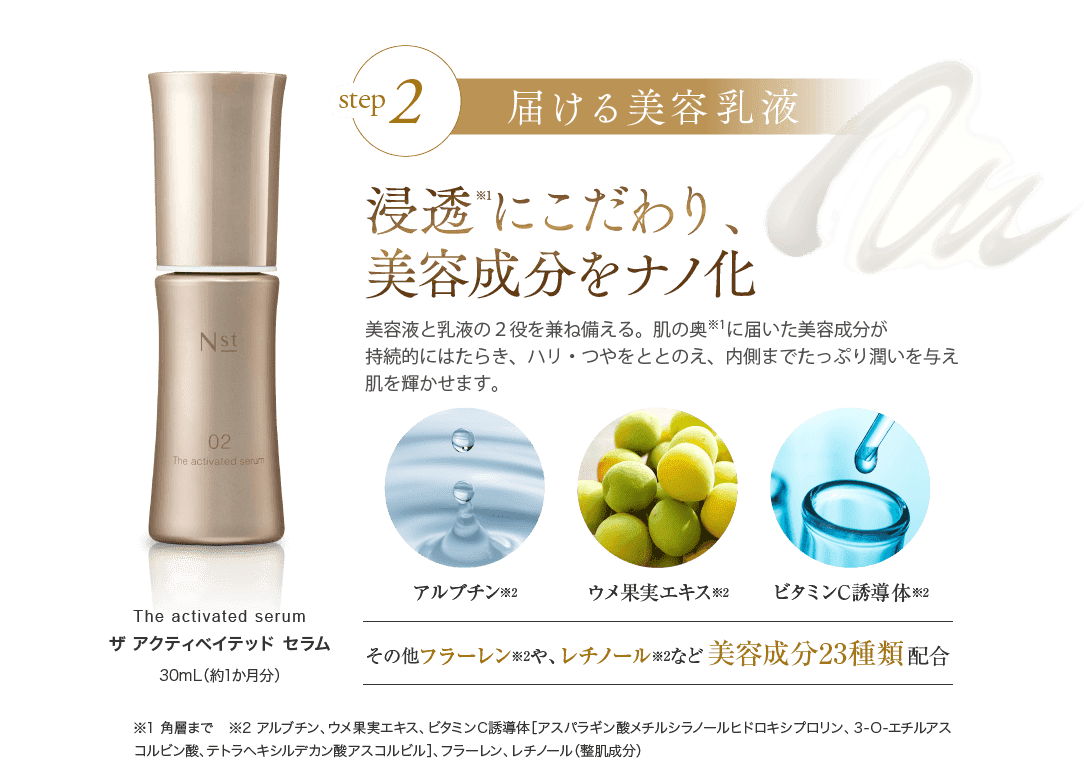 step 2
届ける美容乳液
浸透※1にこだわり、
美容成分をナノ化
美容液と乳液の２役を兼ね備える。肌の奥※1に届いた美容成分が
持続的にはたらき、ハリ・つやをととのえ、内側までたっぷり潤いを与え
肌を輝かせます。
Nst
02
The activated serum
アルブチン※2
ウメ果実エキス※2
ビタミンC誘導体※2
The activated serum
ザ アクティベイテッド セラム
30mL（約1か月分）
その他フラーレン※2や、レチノール※2など 美容成分23種類配合
※1 角層まで　※2 アルブチン、ウメ果実エキス、ビタミンC誘導体［アスパラギン酸メチルシラノールヒドロキシプロリン、3-O-エチルアス
コルビン酸、テトラヘキシルデカン酸アスコルビル］、フラーレン、レチノール（整肌成分）